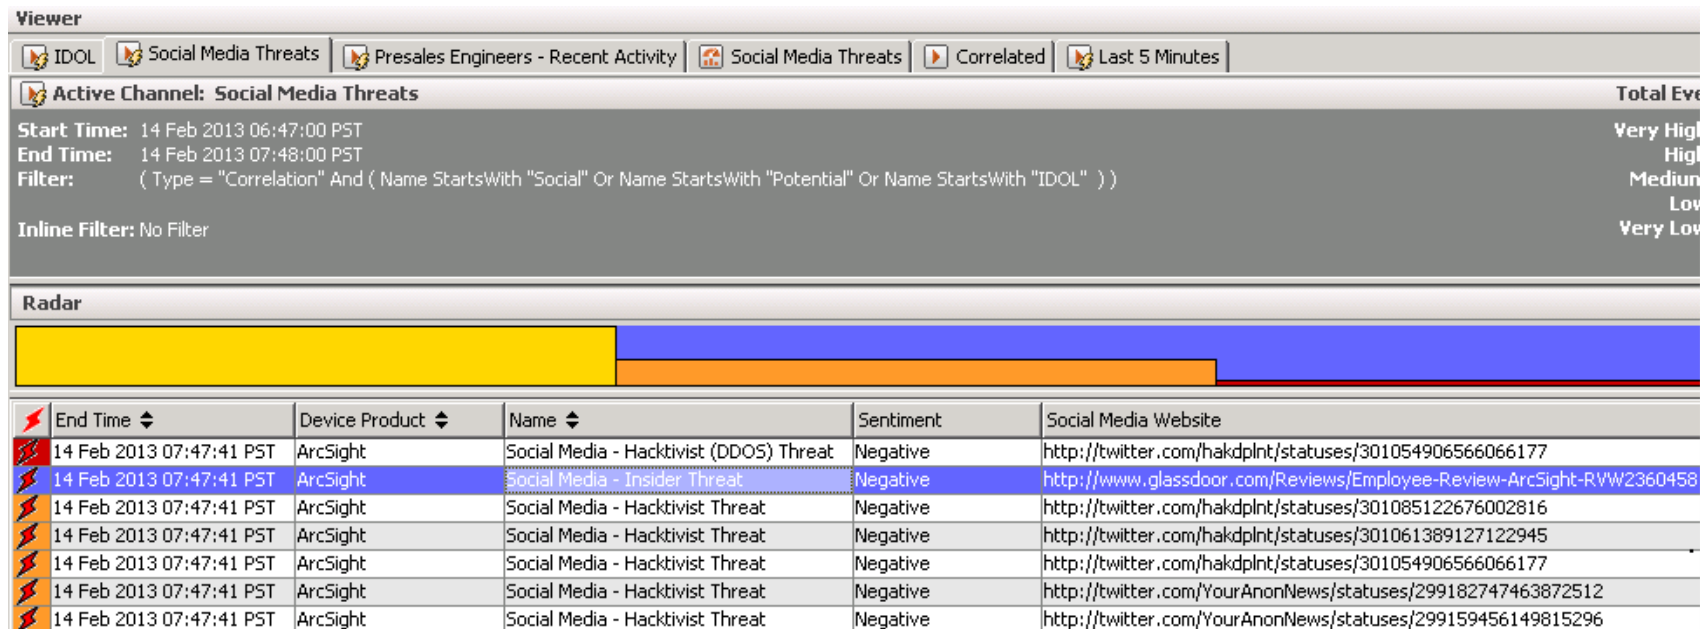 Viewer
IDOL Social Media Threats Presales Engineers - Recent Activity Social Media Threats Correlated Last 5 Minutes
Active Channel: Social Media Threats Total
Start Time: 14 Feb 2013 06:47:00 PST Very
End Time: 14 Feb 2013 07:48:00 PST
Filter: ( Type = "Correlation" And ( Name StartsWith "Social" Or Name StartsWith "Potential" Or Name StartsWith "IDOL" ) )
Inline Filter: No Filter Very
Radar
End Time Device Product Name Sentiment Social Media Website
14 Feb 2013 07:47:41 PST ArcSight Social Media - Hacktivist (DDOS) Threat Negative http://twitter.com/hakdplnt/statuses/301054906566066177
14 Feb 2013 07:47:41 PST ArcSight Social Media - Insider Threat Negative http://www.glassdoor.com/Reviews/Employee-Review-ArcSight-RVW2360458
14 Feb 2013 07:47:41 PST ArcSight Social Media - Hacktivist Threat Negative http://twitter.com/hakdplnt/statuses/301085122676002816
14 Feb 2013 07:47:41 PST ArcSight Social Media - Hacktivist Threat Negative http://twitter.com/hakdplnt/statuses/301061389127122945
14 Feb 2013 07:47:41 PST ArcSight Social Media - Hacktivist Threat Negative http://twitter.com/hakdplnt/statuses/301054906566066177
14 Feb 2013 07:47:41 PST ArcSight Social Media - Hacktivist Threat Negative http://twitter.com/YourAnonNews/statuses/299182747463872512
14 Feb 2013 07:47:41 PST ArcSight Social Media - Hacktivist Threat Negative http://twitter.com/YourAnonNews/statuses/299159456149815296